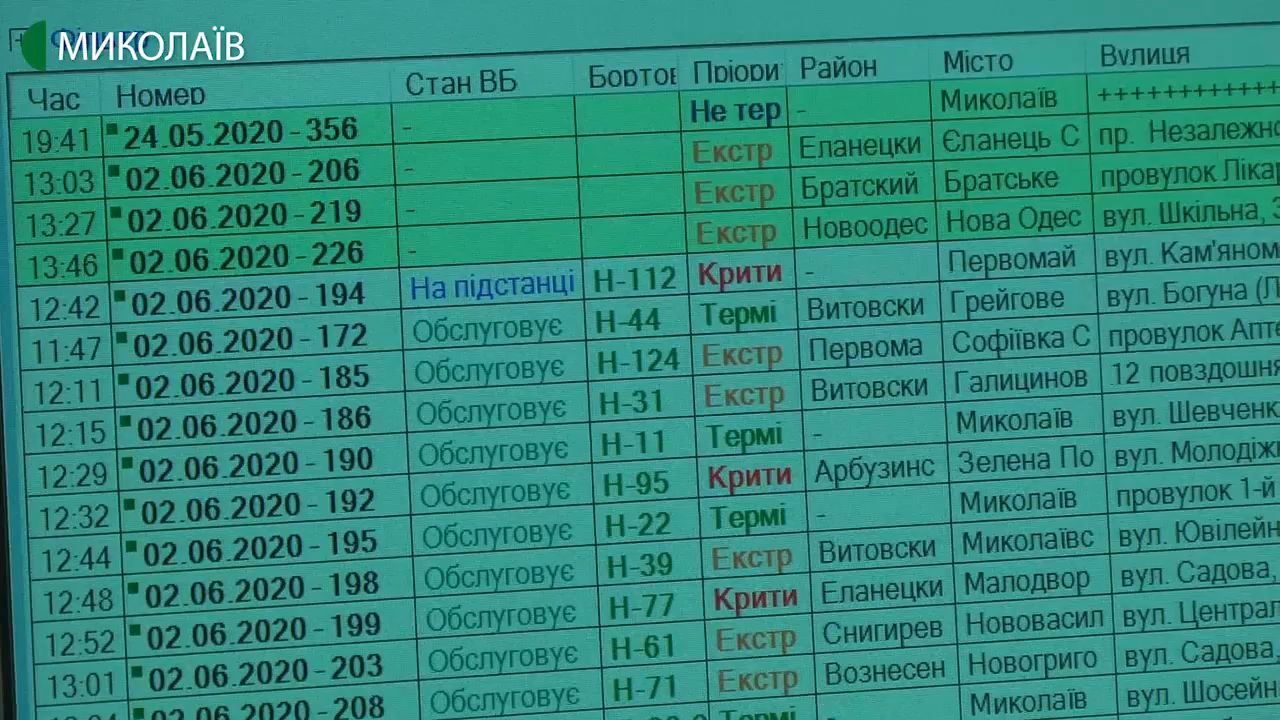 МИКОЛАЇВ
Час Номер Стан ВБ Бортов Пріори Район Місто Вулиця
19:41 24.05.2020 - 356 - Не тер - Миколаїв ++++++++++++
13:03 02.06.2020 - 206 - Екстр Еланецки Єланець С пр. Незалежно
13:27 02.06.2020 - 219 - Екстр Братский Братське провулок Лікар
13:46 02.06.2020 - 226 - Екстр Новоодес Нова Одес вул. Шкільна,
12:42 02.06.2020 - 194 На підстанці Н-112 Крити - Первомай вул. Кам'яном
11:47 02.06.2020 - 172 Обслуговує Н-44 Термі Витовски Грейгове вул. Богуна
12:11 02.06.2020 - 185 Обслуговує Н-124 Екстр Первома Софіївка С провулок Апте
12:15 02.06.2020 - 186 Обслуговує Н-31 Екстр Витовски Галицинов 12 повздошня
12:29 02.06.2020 - 190 Обслуговує Н-11 Термі - Миколаїв вул. Шевченк
12:32 02.06.2020 - 192 Обслуговує Н-95 Крити Арбузинс Зелена По вул. Молодіжн
12:44 02.06.2020 - 195 Обслуговує Н-22 Термі - Миколаїв провулок 1-й
12:48 02.06.2020 - 198 Обслуговує Н-39 Екстр Витовски Миколаївс вул. Ювілейн
12:52 02.06.2020 - 199 Обслуговує Н-77 Крити Еланецки Малодвор вул. Садова,
13:01 02.06.2020 - 203 Обслуговує Н-61 Екстр Снигирев Нововасил вул. Централ
02.06.2020 - 208 Обслуговує Н-71 Екстр Вознесен Новогриго вул. Садова,
Термі - Миколаїв вул. Шосейн